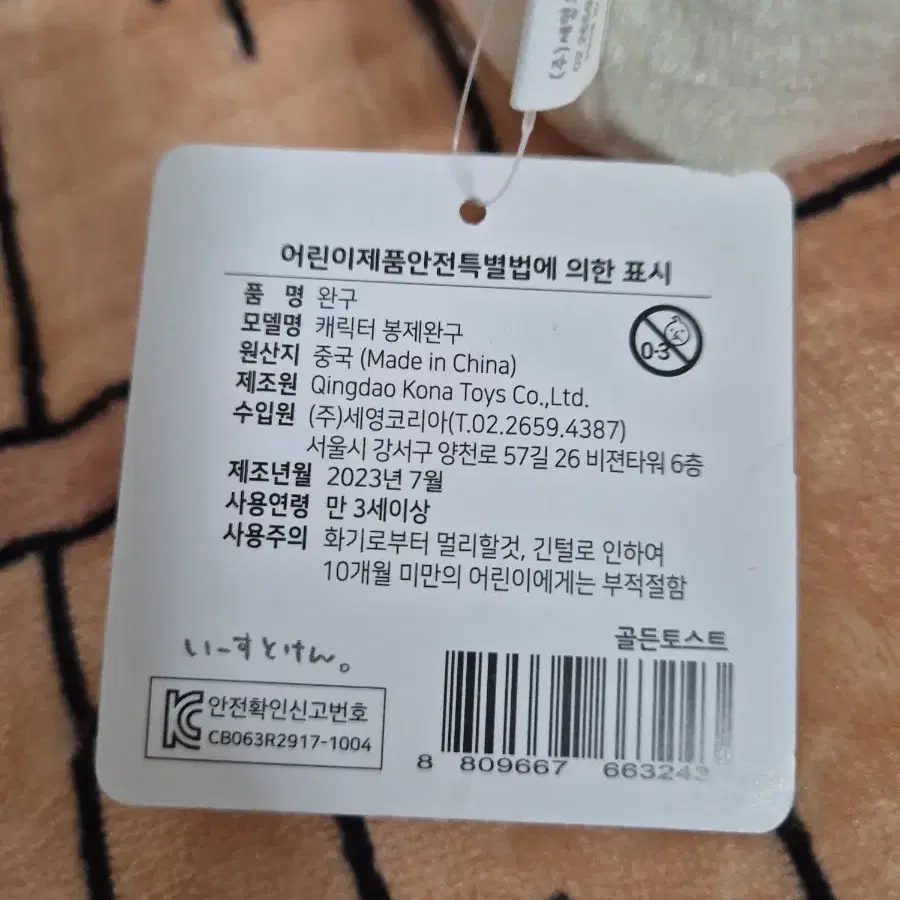 (주)세영
어린이제품안전특별법에 의한 표시
품 명 완구
모델명 캐릭터 봉제완구
0-3
원산지 중국 (Made in China)
제조원 Qingdao Kona Toys Co.,Ltd.
수입원 (주)세영코리아(T.02.2659.4387)
서울시 강서구 양천로 57길 26 비젼타워 6층
제조년월 2023년 7월
사용연령 만 3세이상
사용주의 화기로부터 멀리할것, 긴털로 인하여
10개월 미만의 어린이에게는 부적절함
いーすとけん。
골든토스트
안전확인신고번호
CB063R2917-1004
8 809667 663243